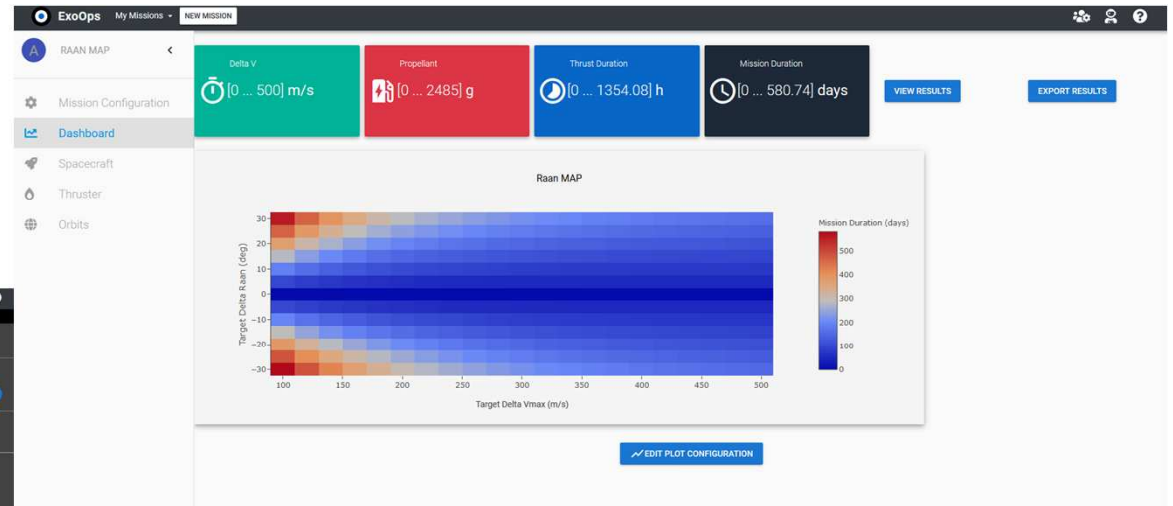 ExoOps My Missions NEW MISSION
A RAAN MAP
Mission Configuration
Dashboard
Spacecraft
Thruster
Orbits
Delta V
[0 ... 500] m/s
Propellant
[0 ... 2485] g
Thrust Duration
[0 ... 1354.08] h
Mission Duration
[0 ... 580.74] days
VIEW RESULTS
EXPORT RESULTS
Raan MAP
Target Delta Raan (deg)
30
20
10
0
−10
−20
−30
100 150 200 250 300 350 400 450 500
Target Delta Vmax (m/s)
Mission Duration (days)
500
400
300
200
100
0
EDIT PLOT CONFIGURATION